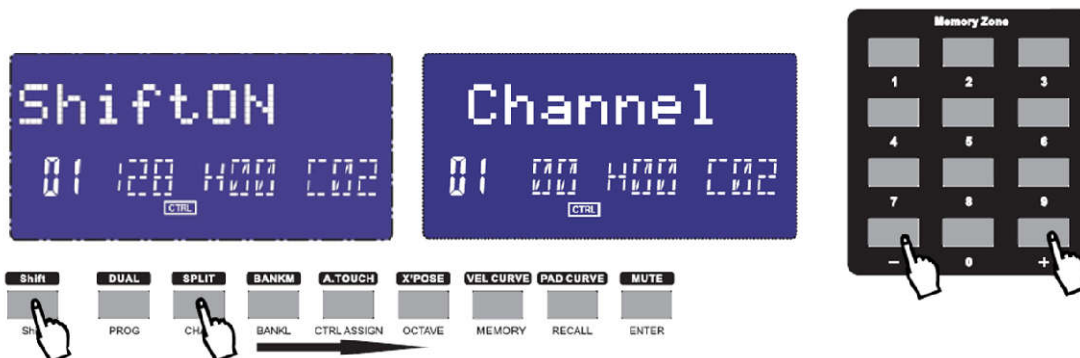 ShiftON
01 128 H00 C02
CTRL
Channel
01 00 H00 C02
CTRL
Memory Zone
1 2 3
4 5 6
7 8 9
- 0 +
Shift DUAL SPLIT BANKM A.TOUCH X'POSE VEL CURVE PAD CURVE MUTE
PROG BANKL CTRL ASSIGN OCTAVE MEMORY RECALL ENTER